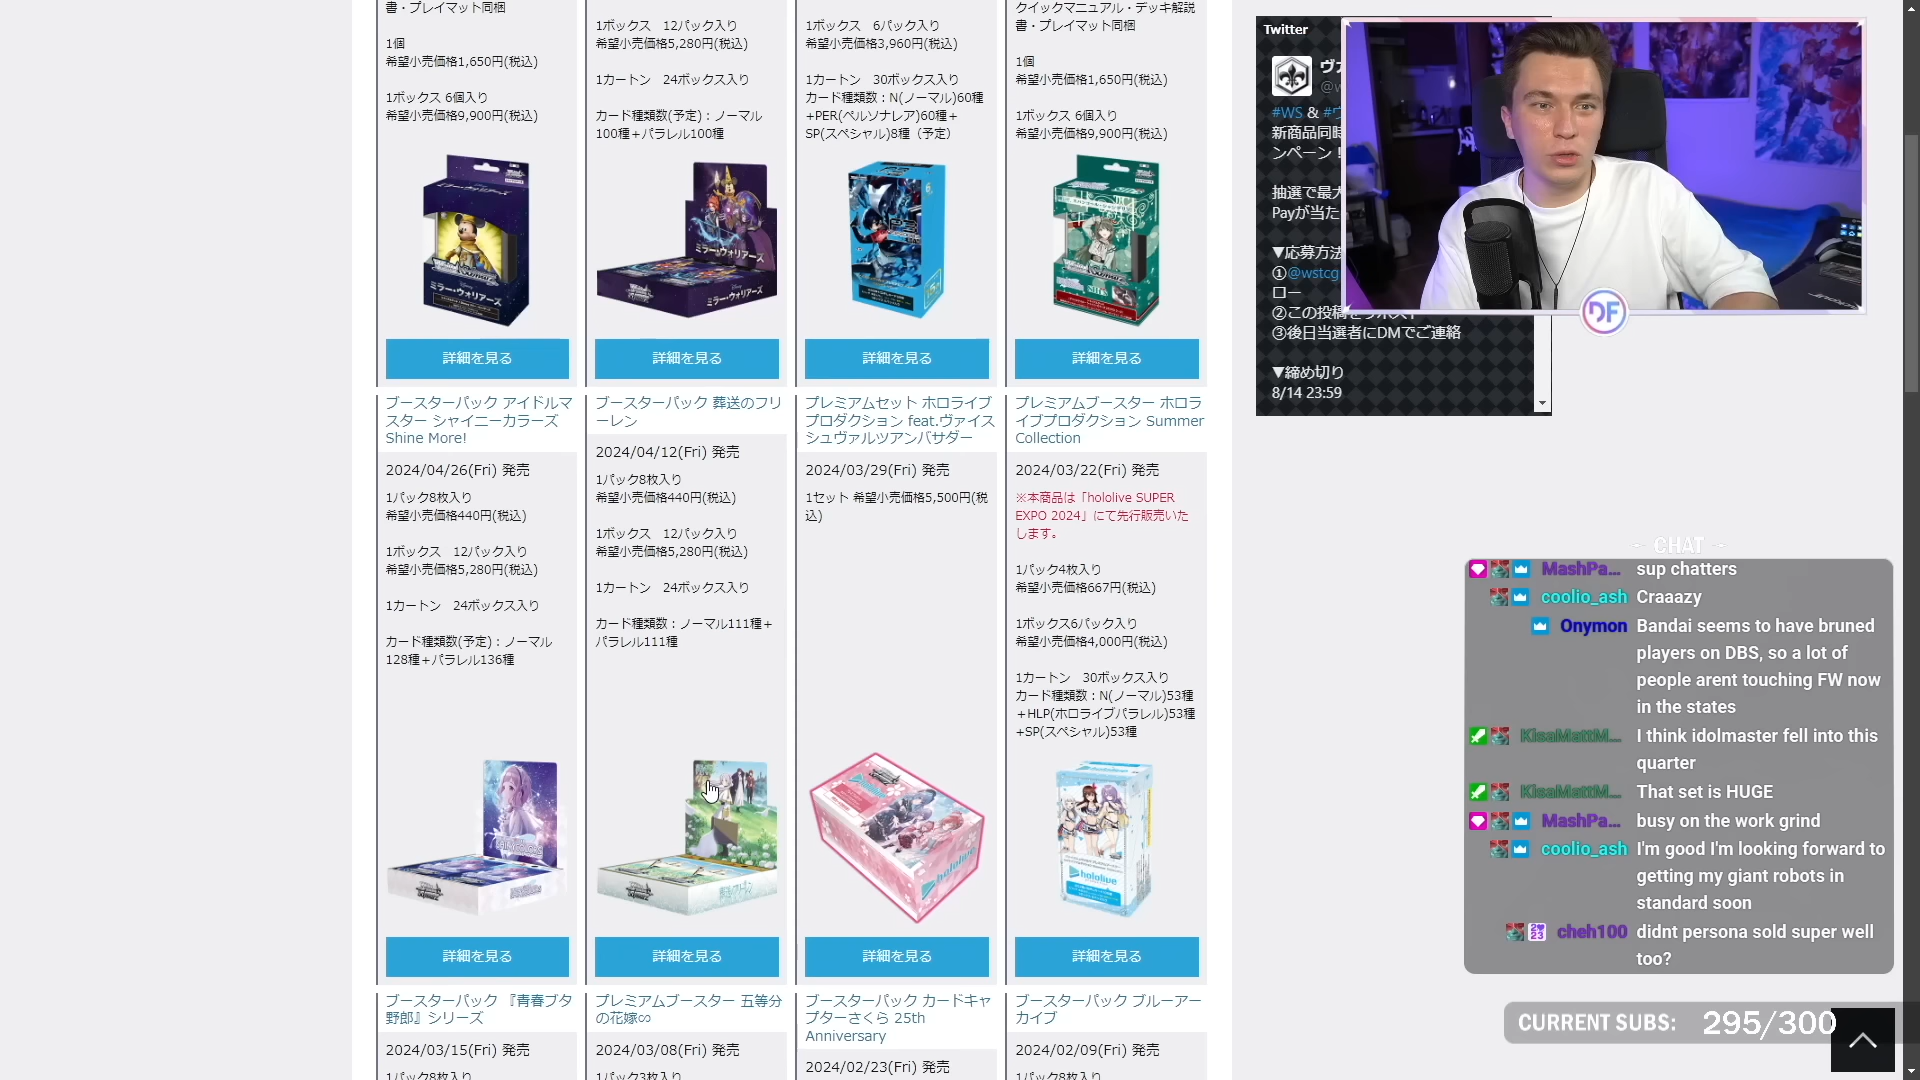 書・プレイマット同梱
1個
希望小売価格1,650円(税込)
1ボックス 6個入り
希望小売価格9,900円(税込)
詳細を見る
1ボックス　12パック入り
希望小売価格5,280円(税込)
1カートン　24ボックス入り
カード種類数(予定)：ノーマル
100種＋パラレル100種
ミラー・ウォリアーズ
詳細を見る
1ボックス　6パック入り
希望小売価格3,960円(税込)
1カートン　30ボックス入り
カード種類数：N(ノーマル)60種
+PER(ペルソナレア)60種＋
SP(スペシャル)8種（予定）
詳細を見る
クイックマニュアル・デッキ解説
書・プレイマット同梱
1個
希望小売価格1,650円(税込)
1ボックス 6個入り
希望小売価格9,900円(税込)
詳細を見る
ブースターパック アイドルマ
スター シャイニーカラーズ
Shine More!
2024/04/26(Fri) 発売
1パック8枚入り
希望小売価格440円(税込)
1ボックス　12パック入り
希望小売価格5,280円(税込)
1カートン　24ボックス入り
カード種類数(予定)：ノーマル
128種＋パラレル136種
詳細を見る
ブースターパック 葬送のフリ
ーレン
2024/04/12(Fri) 発売
1パック8枚入り
希望小売価格440円(税込)
1ボックス　12パック入り
希望小売価格5,280円(税込)
1カートン　24ボックス入り
カード種類数：ノーマル111種＋
パラレル111種
詳細を見る
プレミアムセット ホロライブ
プロダクション feat.ヴァイス
シュヴァルツアンバサダー
2024/03/29(Fri) 発売
1セット 希望小売価格5,500円(税
込)
hololive
詳細を見る
プレミアムブースター ホロラ
イブプロダクション Summer
Collection
2024/03/22(Fri) 発売
※本商品は「hololive SUPER
EXPO 2024」にて先行販売いた
します。
1パック4枚入り
希望小売価格667円(税込)
1ボックス6パック入り
希望小売価格4,000円(税込)
1カートン　30ボックス入り
カード種類数：N(ノーマル)53種
＋HLP(ホロライブパラレル)53種
+SP(スペシャル)53種
hololive
詳細を見る
ブースターパック 『青春ブタ
野郎』シリーズ
2024/03/15(Fri) 発売
1パック8枚入り
プレミアムブースター 五等分
の花嫁∽
2024/03/08(Fri) 発売
1パック3枚入り
ブースターパック カードキャ
プターさくら 25th
Anniversary
2024/02/23(Fri) 発売
ブースターパック ブルーアー
カイブ
2024/02/09(Fri) 発売
1パック8枚入り
Twitter
#WS &
新商品同時
ンペーン！
抽選で最大
Payが当た
▼応募方法
①@wstcg
ロー
②この投稿
③後日当選者にDMでご連絡
▼締め切り
8/14 23:59
DF
CHAT
MashPa... sup chatters
coolio_ash Craaazy
Onymon Bandai seems to have bruned
players on DBS, so a lot of
people arent touching FW now
in the states
KisaMattM... I think idolmaster fell into this
quarter
KisaMattM... That set is HUGE
MashPa... busy on the work grind
coolio_ash I'm good I'm looking forward to
getting my giant robots in
standard soon
cheh100 didnt persona sold super well
too?
CURRENT SUBS: 295/300